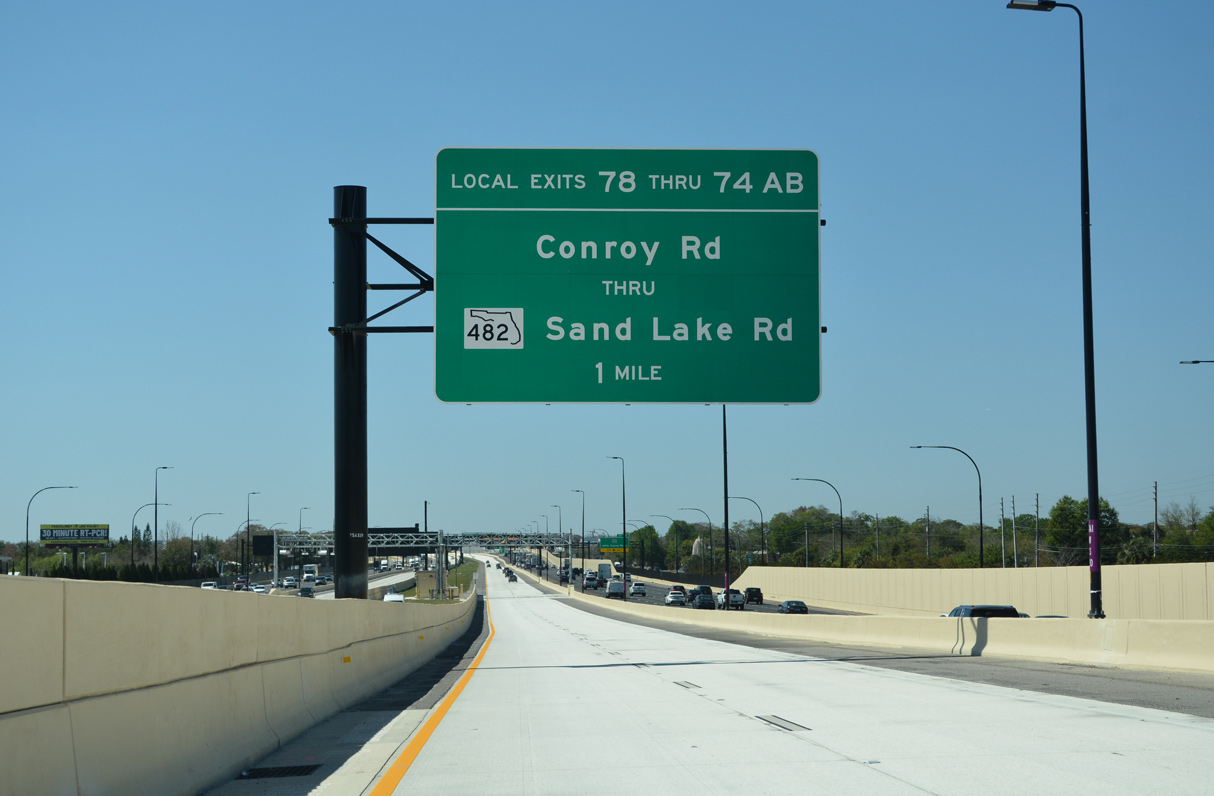 LOCAL EXITS 78 THRU 74 AB
Conroy Rd
THRU
482 Sand Lake Rd
1 MILE
30 MINUTE RT-PCR